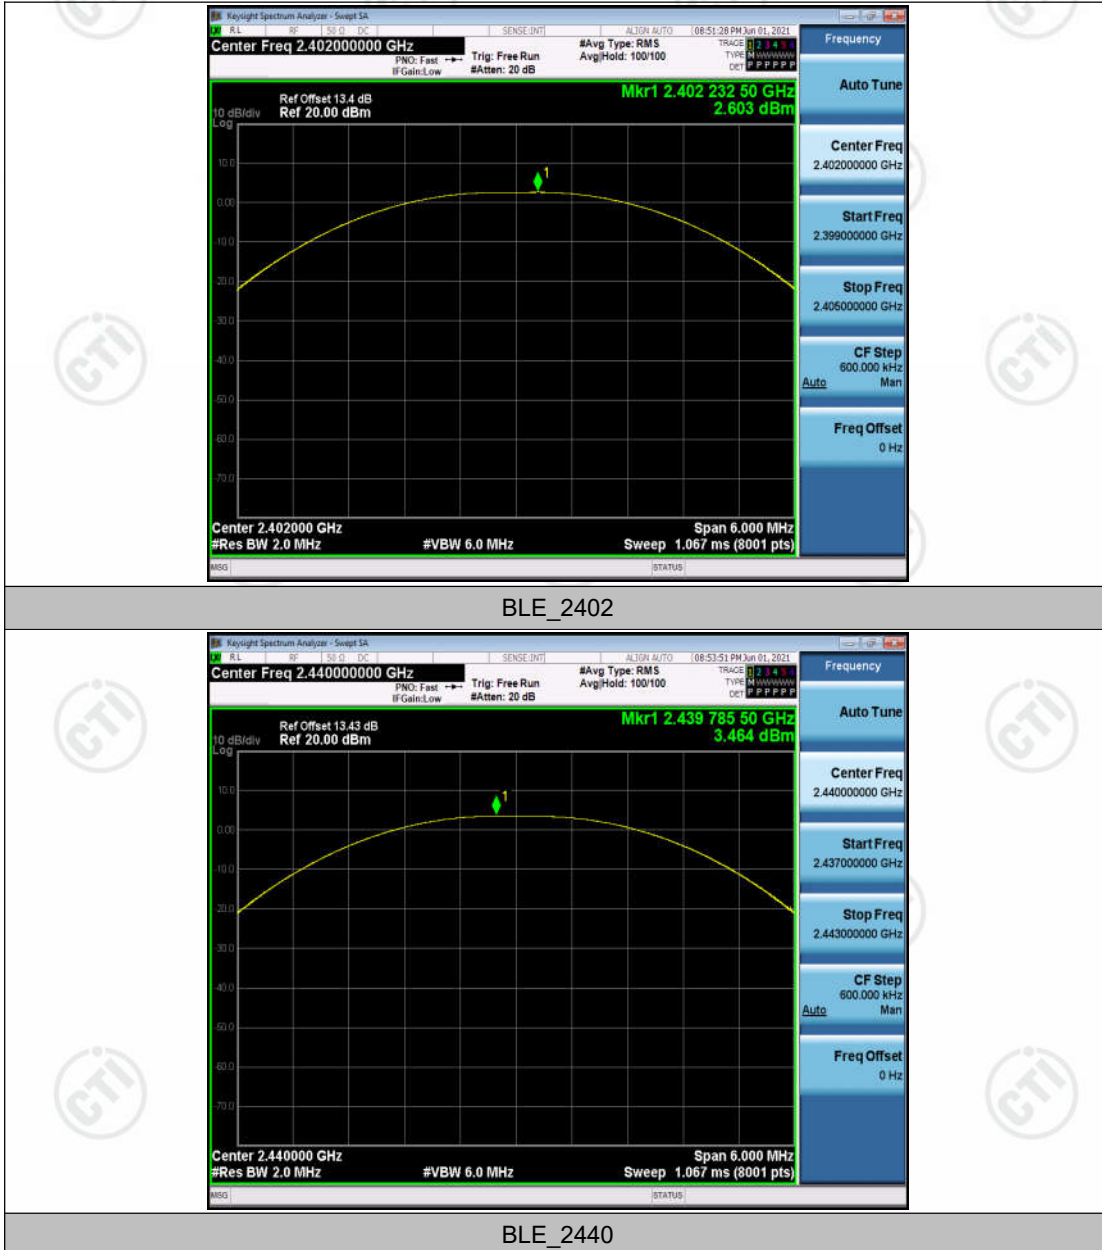 Keysight Spectrum Analyzer - Swept SA
RL RF 50 Ω DC SENSE:INT ALIGN AUTO 08:51:28 PM Jun 01, 2021
Center Freq 2.402000000 GHz
PNO: Fast
IFGain:Low
Trig: Free Run
#Atten: 20 dB
#Avg Type: RMS
Avg|Hold: 100/100
TRACE 1 2 3 4 5 6
TYPE M WWWWW
DET P P P P P P
Frequency
Mkr1 2.402 232 50 GHz
2.603 dBm
Ref Offset 13.4 dB
10 dB/div Ref 20.00 dBm
Log
10.0
0.00
-10.0
-20.0
-30.0
-40.0
-50.0
-60.0
-70.0
1
Center 2.402000 GHz Span 6.000 MHz
#Res BW 2.0 MHz #VBW 6.0 MHz Sweep 1.067 ms (8001 pts)
MSG STATUS
Auto Tune
Center Freq
2.402000000 GHz
Start Freq
2.399000000 GHz
Stop Freq
2.405000000 GHz
CF Step
600.000 kHz
Auto Man
Freq Offset
0 Hz
BLE_2402
Keysight Spectrum Analyzer - Swept SA
RL RF 50 Ω DC SENSE:INT ALIGN AUTO 08:53:51 PM Jun 01, 2021
Center Freq 2.440000000 GHz
PNO: Fast
IFGain:Low
Trig: Free Run
#Atten: 20 dB
#Avg Type: RMS
Avg|Hold: 100/100
TRACE 1 2 3 4 5 6
TYPE M WWWWW
DET P P P P P P
Frequency
Mkr1 2.439 785 50 GHz
3.464 dBm
Ref Offset 13.43 dB
10 dB/div Ref 20.00 dBm
Log
10.0
0.00
-10.0
-20.0
-30.0
-40.0
-50.0
-60.0
-70.0
1
Center 2.440000 GHz Span 6.000 MHz
#Res BW 2.0 MHz #VBW 6.0 MHz Sweep 1.067 ms (8001 pts)
MSG STATUS
Auto Tune
Center Freq
2.440000000 GHz
Start Freq
2.437000000 GHz
Stop Freq
2.443000000 GHz
CF Step
600.000 kHz
Auto Man
Freq Offset
0 Hz
BLE_2440
CTI
CTI
CTI
CTI
CTI
CTI